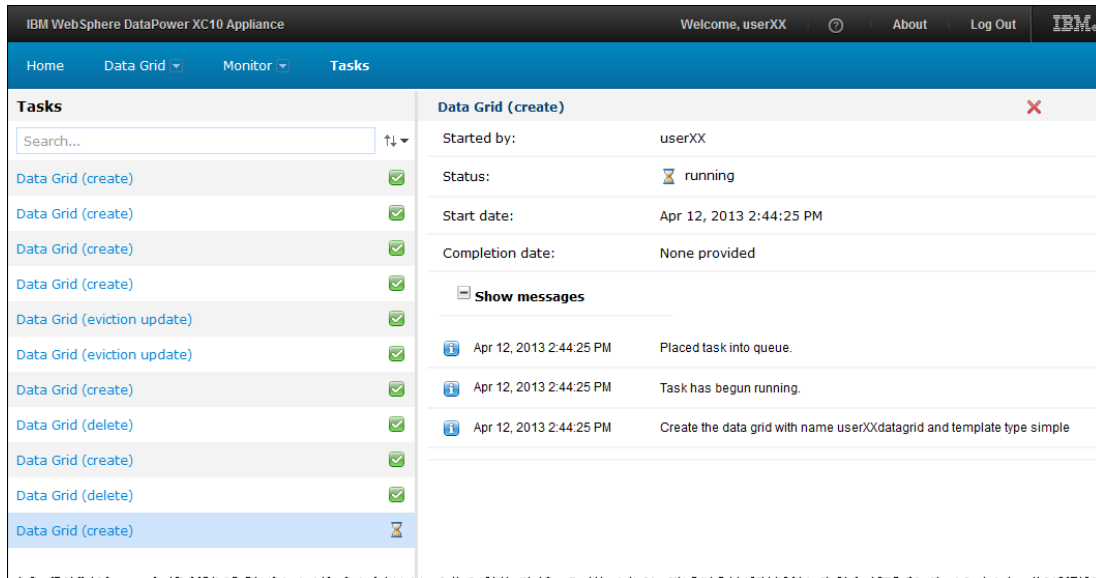 IBM WebSphere DataPower XC10 Appliance
Welcome, userXX
?
About
Log Out
IBM
Home
Data Grid
Monitor
Tasks
Tasks
Search...
Data Grid (create)
Data Grid (create)
Data Grid (create)
Data Grid (create)
Data Grid (eviction update)
Data Grid (eviction update)
Data Grid (create)
Data Grid (delete)
Data Grid (create)
Data Grid (delete)
Data Grid (create)
Data Grid (create)
Started by: userXX
Status: running
Start date: Apr 12, 2013 2:44:25 PM
Completion date: None provided
Show messages
Apr 12, 2013 2:44:25 PM Placed task into queue.
Apr 12, 2013 2:44:25 PM Task has begun running.
Apr 12, 2013 2:44:25 PM Create the data grid with name userXXdatagrid and template type simple